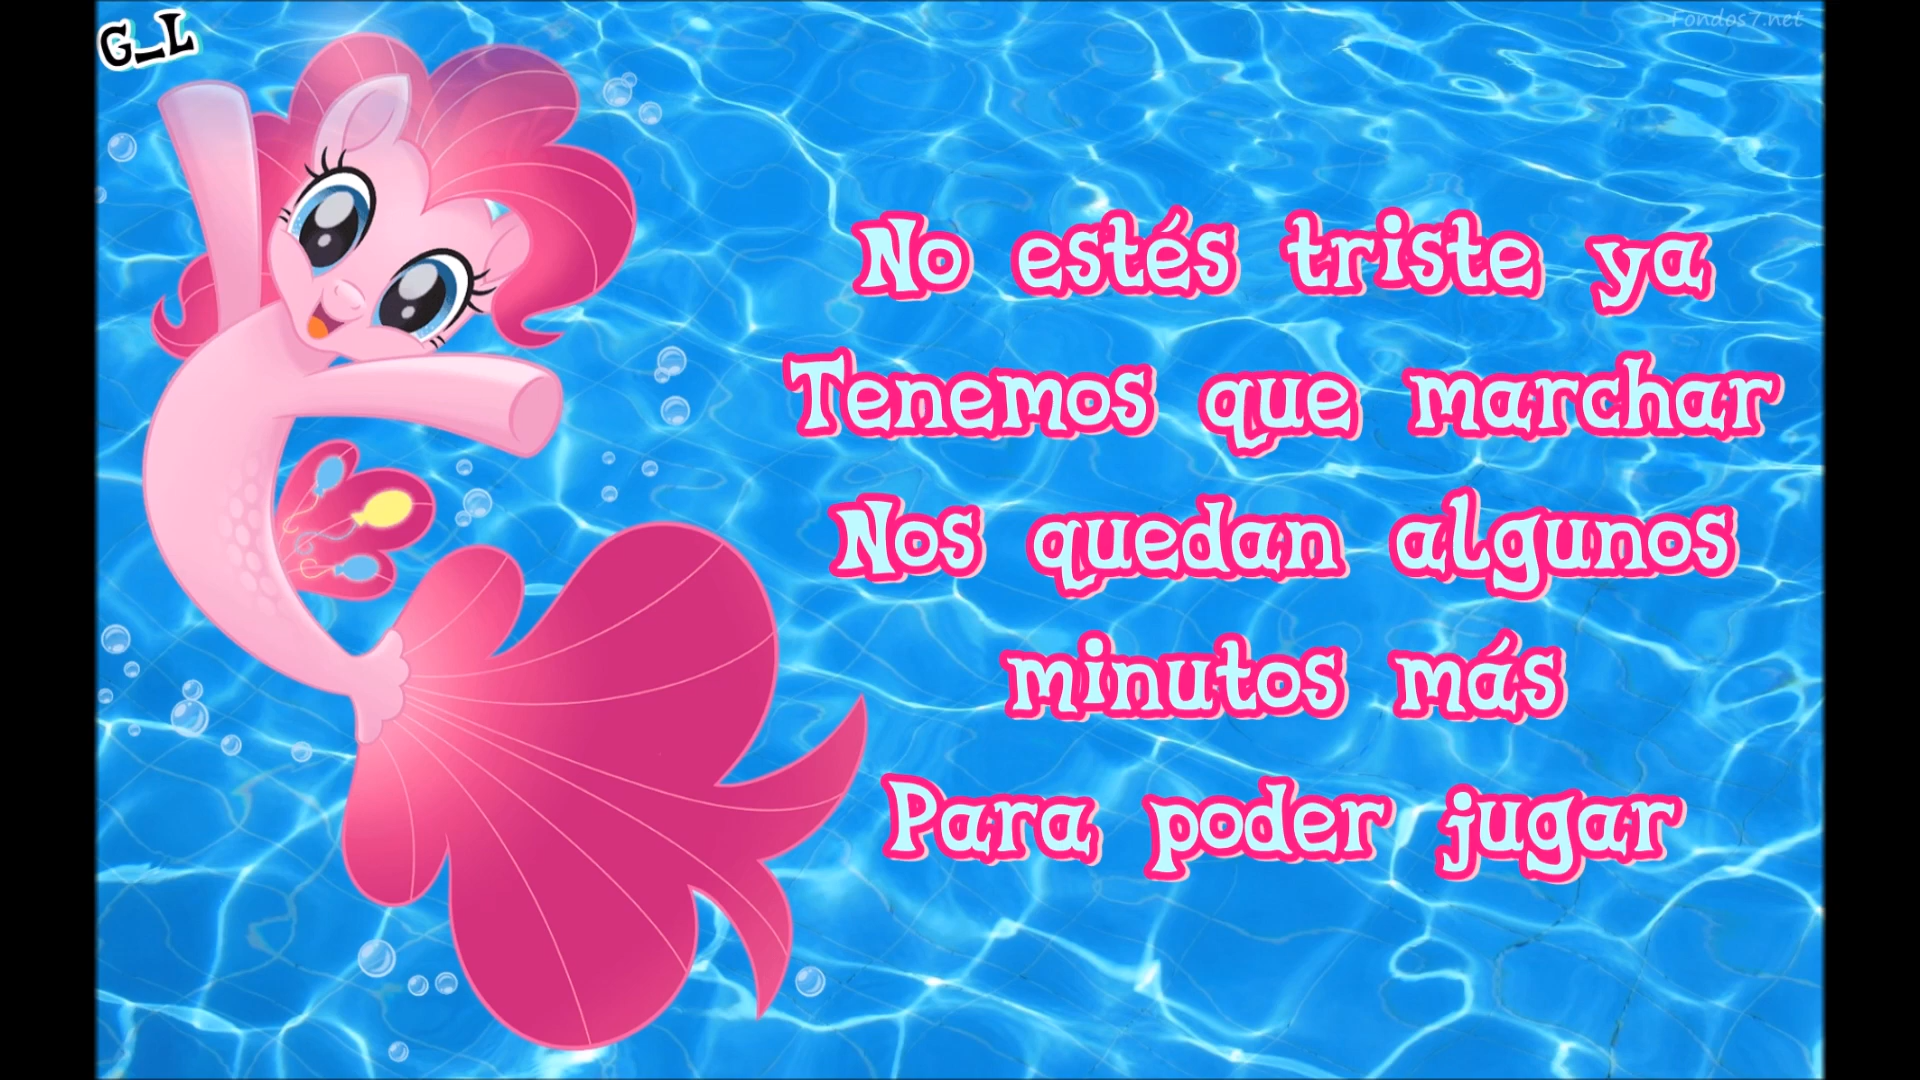 G_L
Fondos7.net
No estés triste ya
Tenemos que marchar
Nos quedan algunos
minutos más
Para poder jugar